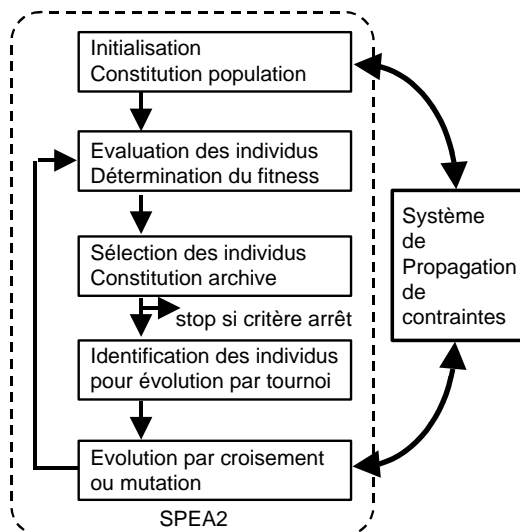 Initialisation
Constitution population
Evaluation des individus
Détermination du fitness
Sélection des individus
Constitution archive
stop si critère arrêt
Identification des individus
pour évolution par tournoi
Evolution par croisement
ou mutation
SPEA2
Système
de
Propagation
de
contraintes